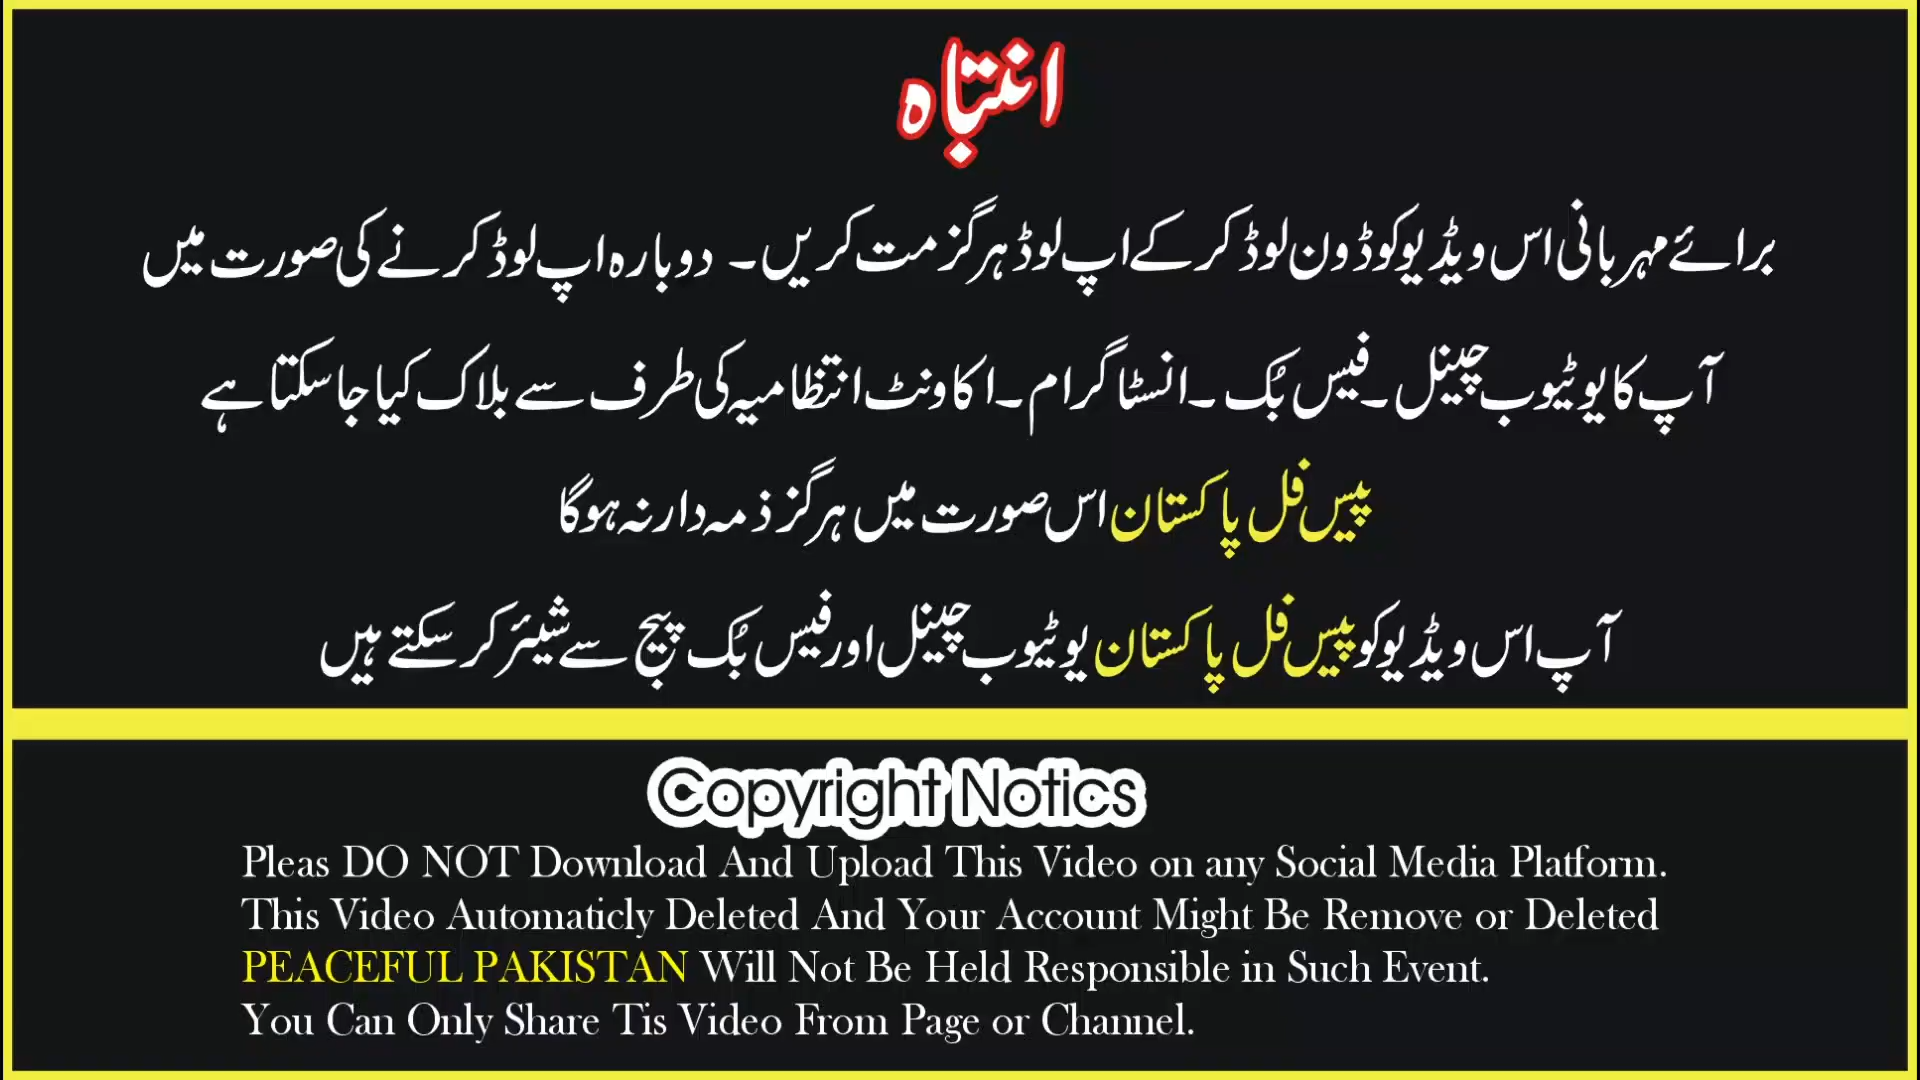 انتباہ
برائے مہربانی اس ویڈیو کو ڈون لوڈ کر کے اپ لوڈ ہرگز مت کریں۔ دوبارہ اپ لوڈ کرنے کی صورت میں
آپ کا یوٹیوب چینل۔ فیس بُک ۔ انسٹا گرام ۔ اکاونٹ انتظامیہ کی طرف سے بلاک کیا جا سکتا ہے
پیس فل پاکستان اس صورت میں ہرگز ذمہ دار نہ ہوگا
آپ اس ویڈیو کو پیس فل پاکستان یوٹیوب چینل اور فیس بُک پیج سے شیئر کر سکتے ہیں
Copyright Notics
Pleas DO NOT Download And Upload This Video on any Social Media Platform.
This Video Automaticly Deleted And Your Account Might Be Remove or Deleted
PEACEFUL PAKISTAN Will Not Be Held Responsible in Such Event.
You Can Only Share Tis Video From Page or Channel.